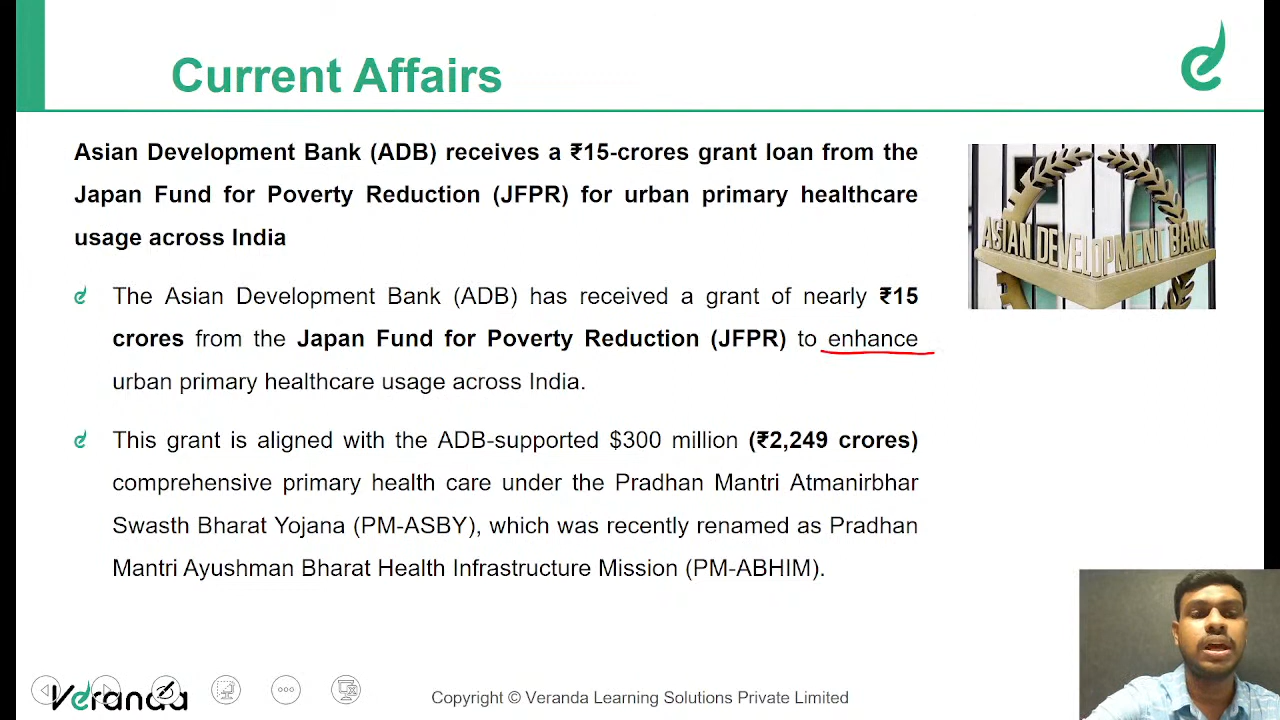 Current Affairs
Asian Development Bank (ADB) receives a ₹15-crores grant loan from the
Japan Fund for Poverty Reduction (JFPR) for urban primary healthcare
usage across India
The Asian Development Bank (ADB) has received a grant of nearly ₹15
crores from the Japan Fund for Poverty Reduction (JFPR) to enhance
urban primary healthcare usage across India.
This grant is aligned with the ADB-supported $300 million (₹2,249 crores)
comprehensive primary health care under the Pradhan Mantri Atmanirbhar
Swasth Bharat Yojana (PM-ASBY), which was recently renamed as Pradhan
Mantri Ayushman Bharat Health Infrastructure Mission (PM-ABHIM).
ASIAN DEVELOPMENT BANK
Veranda
Copyright © Veranda Learning Solutions Private Limited